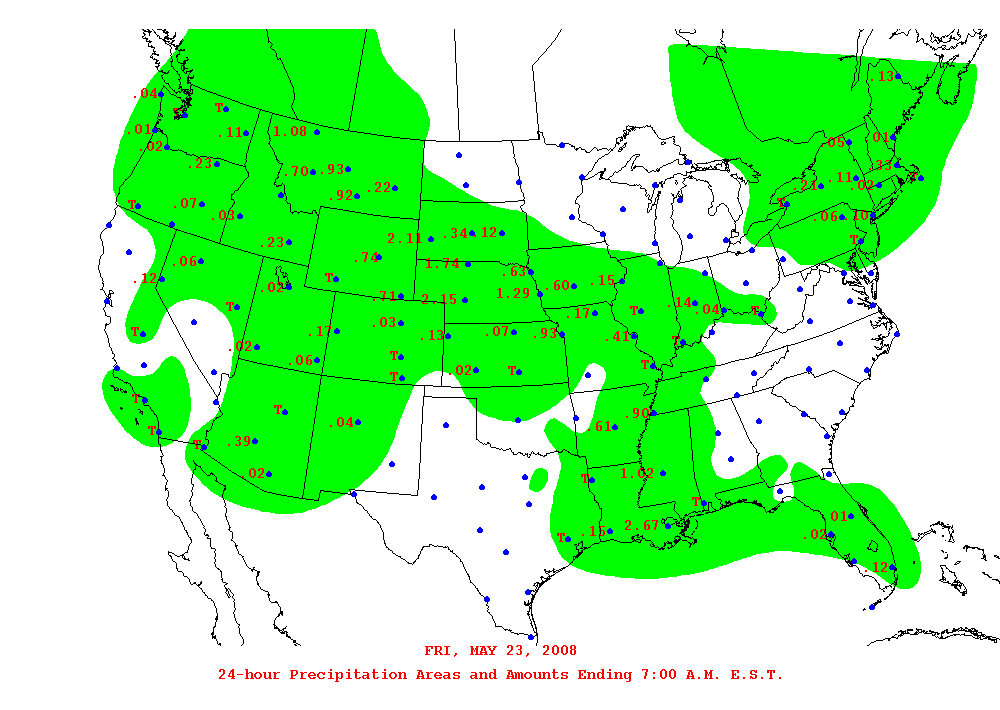 .13
.04
T
T
.01
.11
1.08
.05
.01
.02
.23
.70
.93
.33
T
.92
.22
.21
.11
.02
T
.07
.03
T
.06
.10
.23
2.11
.34
.12
T
.06
.74
1.74
.12
.02
T
.63
.60
.15
.71
2.15
1.29
T
.14
.04
T
.17
T
.17
.03
.13
.07
.93
.41
T
T
.02
.06
T
T
.02
T
T
T
T
.04
.61
.90
T
T
.39
.02
T
1.02
T
T
.15
2.67
.01
.02
.12
FRI, MAY 23, 2008
24-hour Precipitation Areas and Amounts Ending 7:00 A.M. E.S.T.